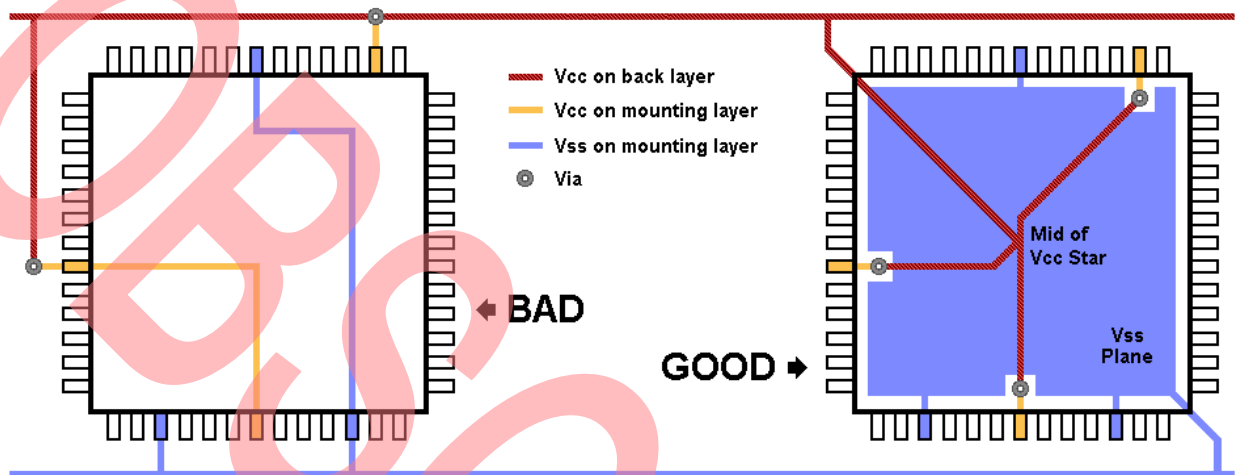 Vcc on back layer
Vcc on mounting layer
Vss on mounting layer
Via
BAD
GOOD
Mid of
Vcc Star
Vss
Plane